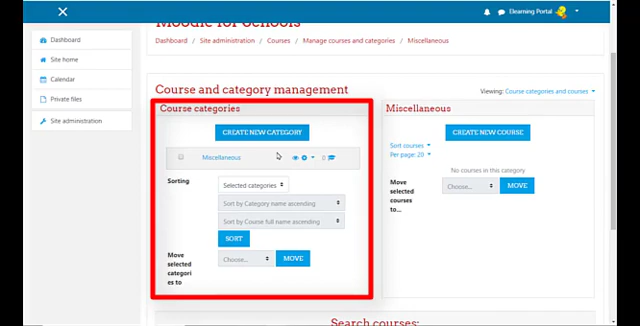 Elearning Portal
Moodle for Schools
Dashboard / Site administration / Courses / Manage courses and categories / Miscellaneous
Dashboard
Site home
Calendar
Private files
Site administration
Course and category management
Viewing: Course categories and courses
Course categories
CREATE NEW CATEGORY
Miscellaneous
0
Sorting
Selected categories
Sort by Category name ascending
Sort by Course full name ascending
SORT
Move
selected
categori
es to
Choose...
MOVE
Miscellaneous
CREATE NEW COURSE
Sort courses
Per page: 20
No courses in this category
Move
selected
courses
to...
Choose...
MOVE
Search courses: